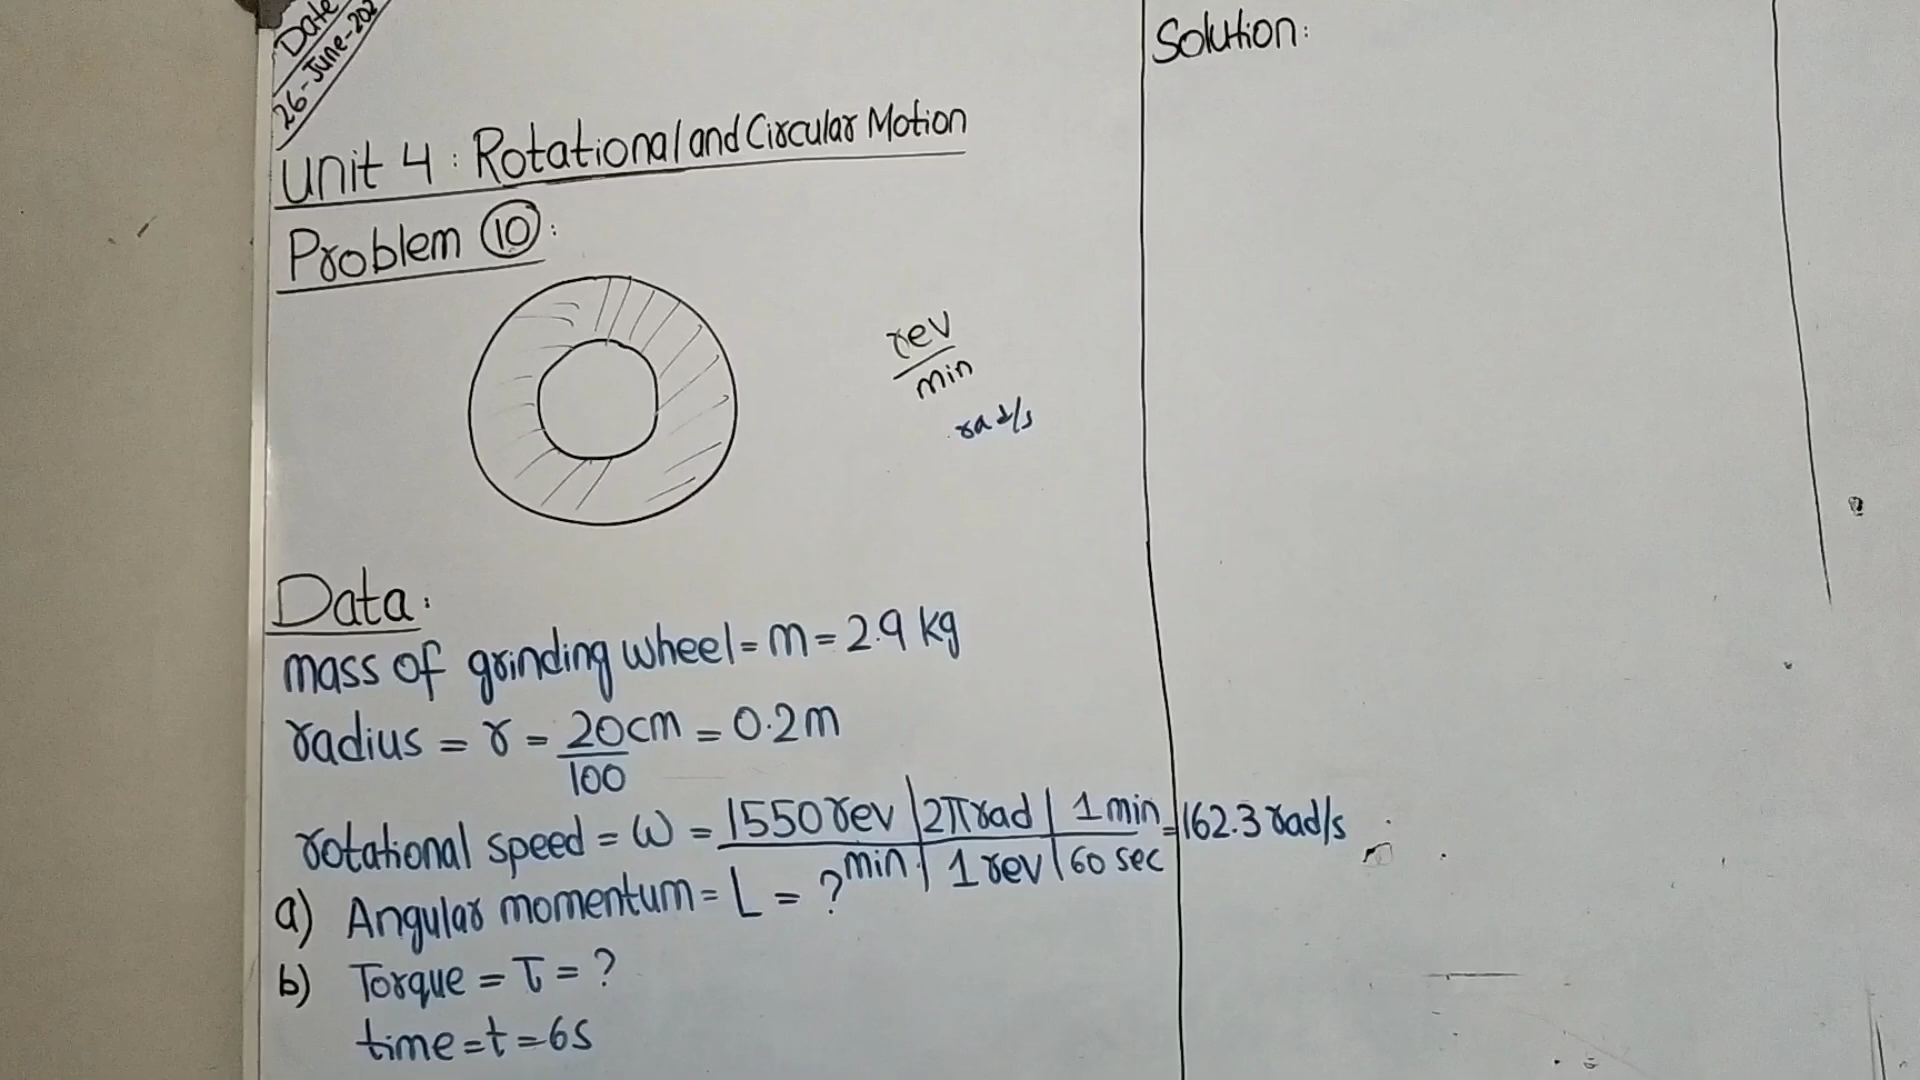 Date
26-June-202
Unit 4: Rotational and Circular Motion
Problem 10:
rev
min
rad/s
Data:
mass of grinding wheel = m = 2.9 kg
radius = r = 20cm/100 = 0.2m
rotational speed = ω = 1550 rev/min | 2π rad/1 rev | 1 min/60 sec = 162.3 rad/s
a) Angular momentum = L = ?
b) Torque = τ = ?
time = t = 6s
Solution: